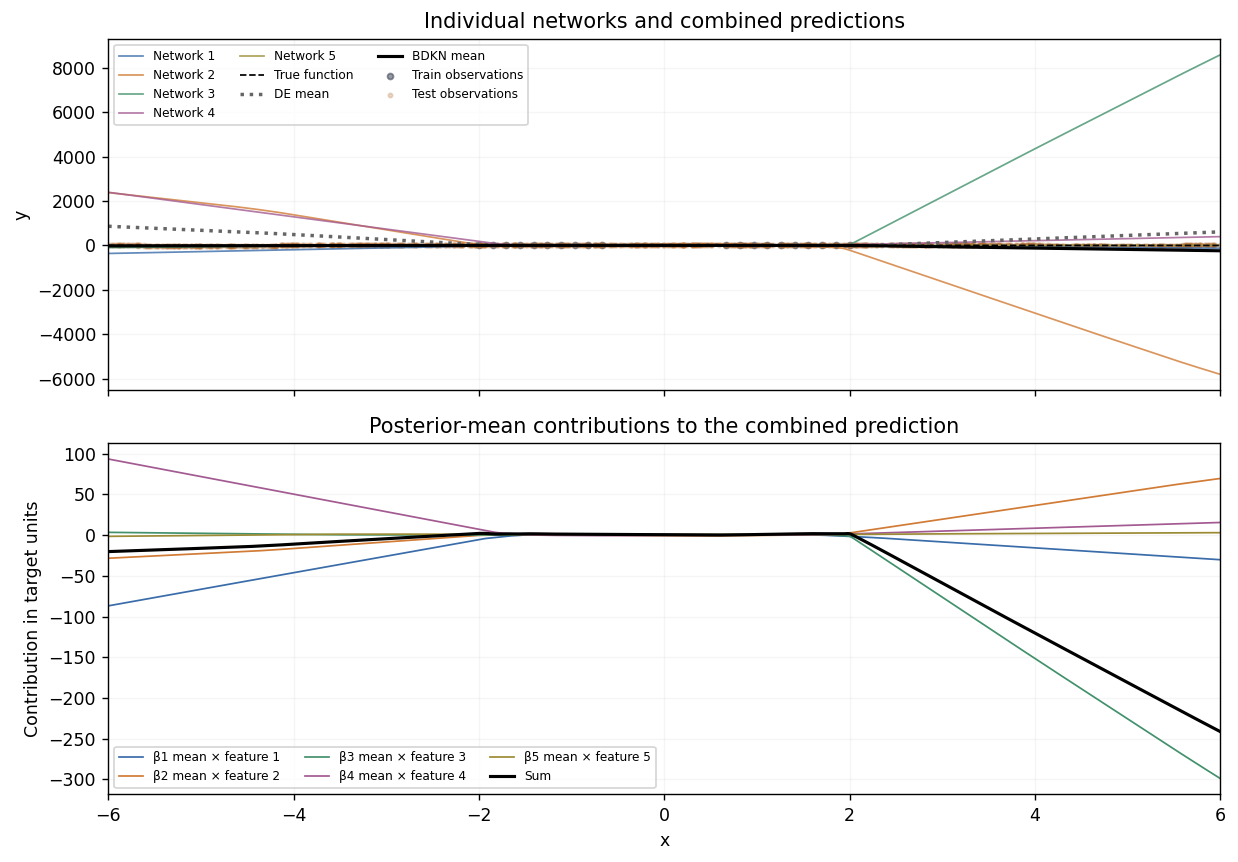 Individual networks and combined predictions
8000
6000
4000
2000
0
−2000
−4000
−6000
y
Network 1
Network 2
Network 3
Network 4
Network 5
True function
DE mean
BDKN mean
Train observations
Test observations
Posterior-mean contributions to the combined prediction
100
50
0
−50
−100
−150
−200
−250
−300
Contribution in target units
β1 mean × feature 1
β2 mean × feature 2
β3 mean × feature 3
β4 mean × feature 4
β5 mean × feature 5
Sum
−6
−4
−2
0
2
4
6
x